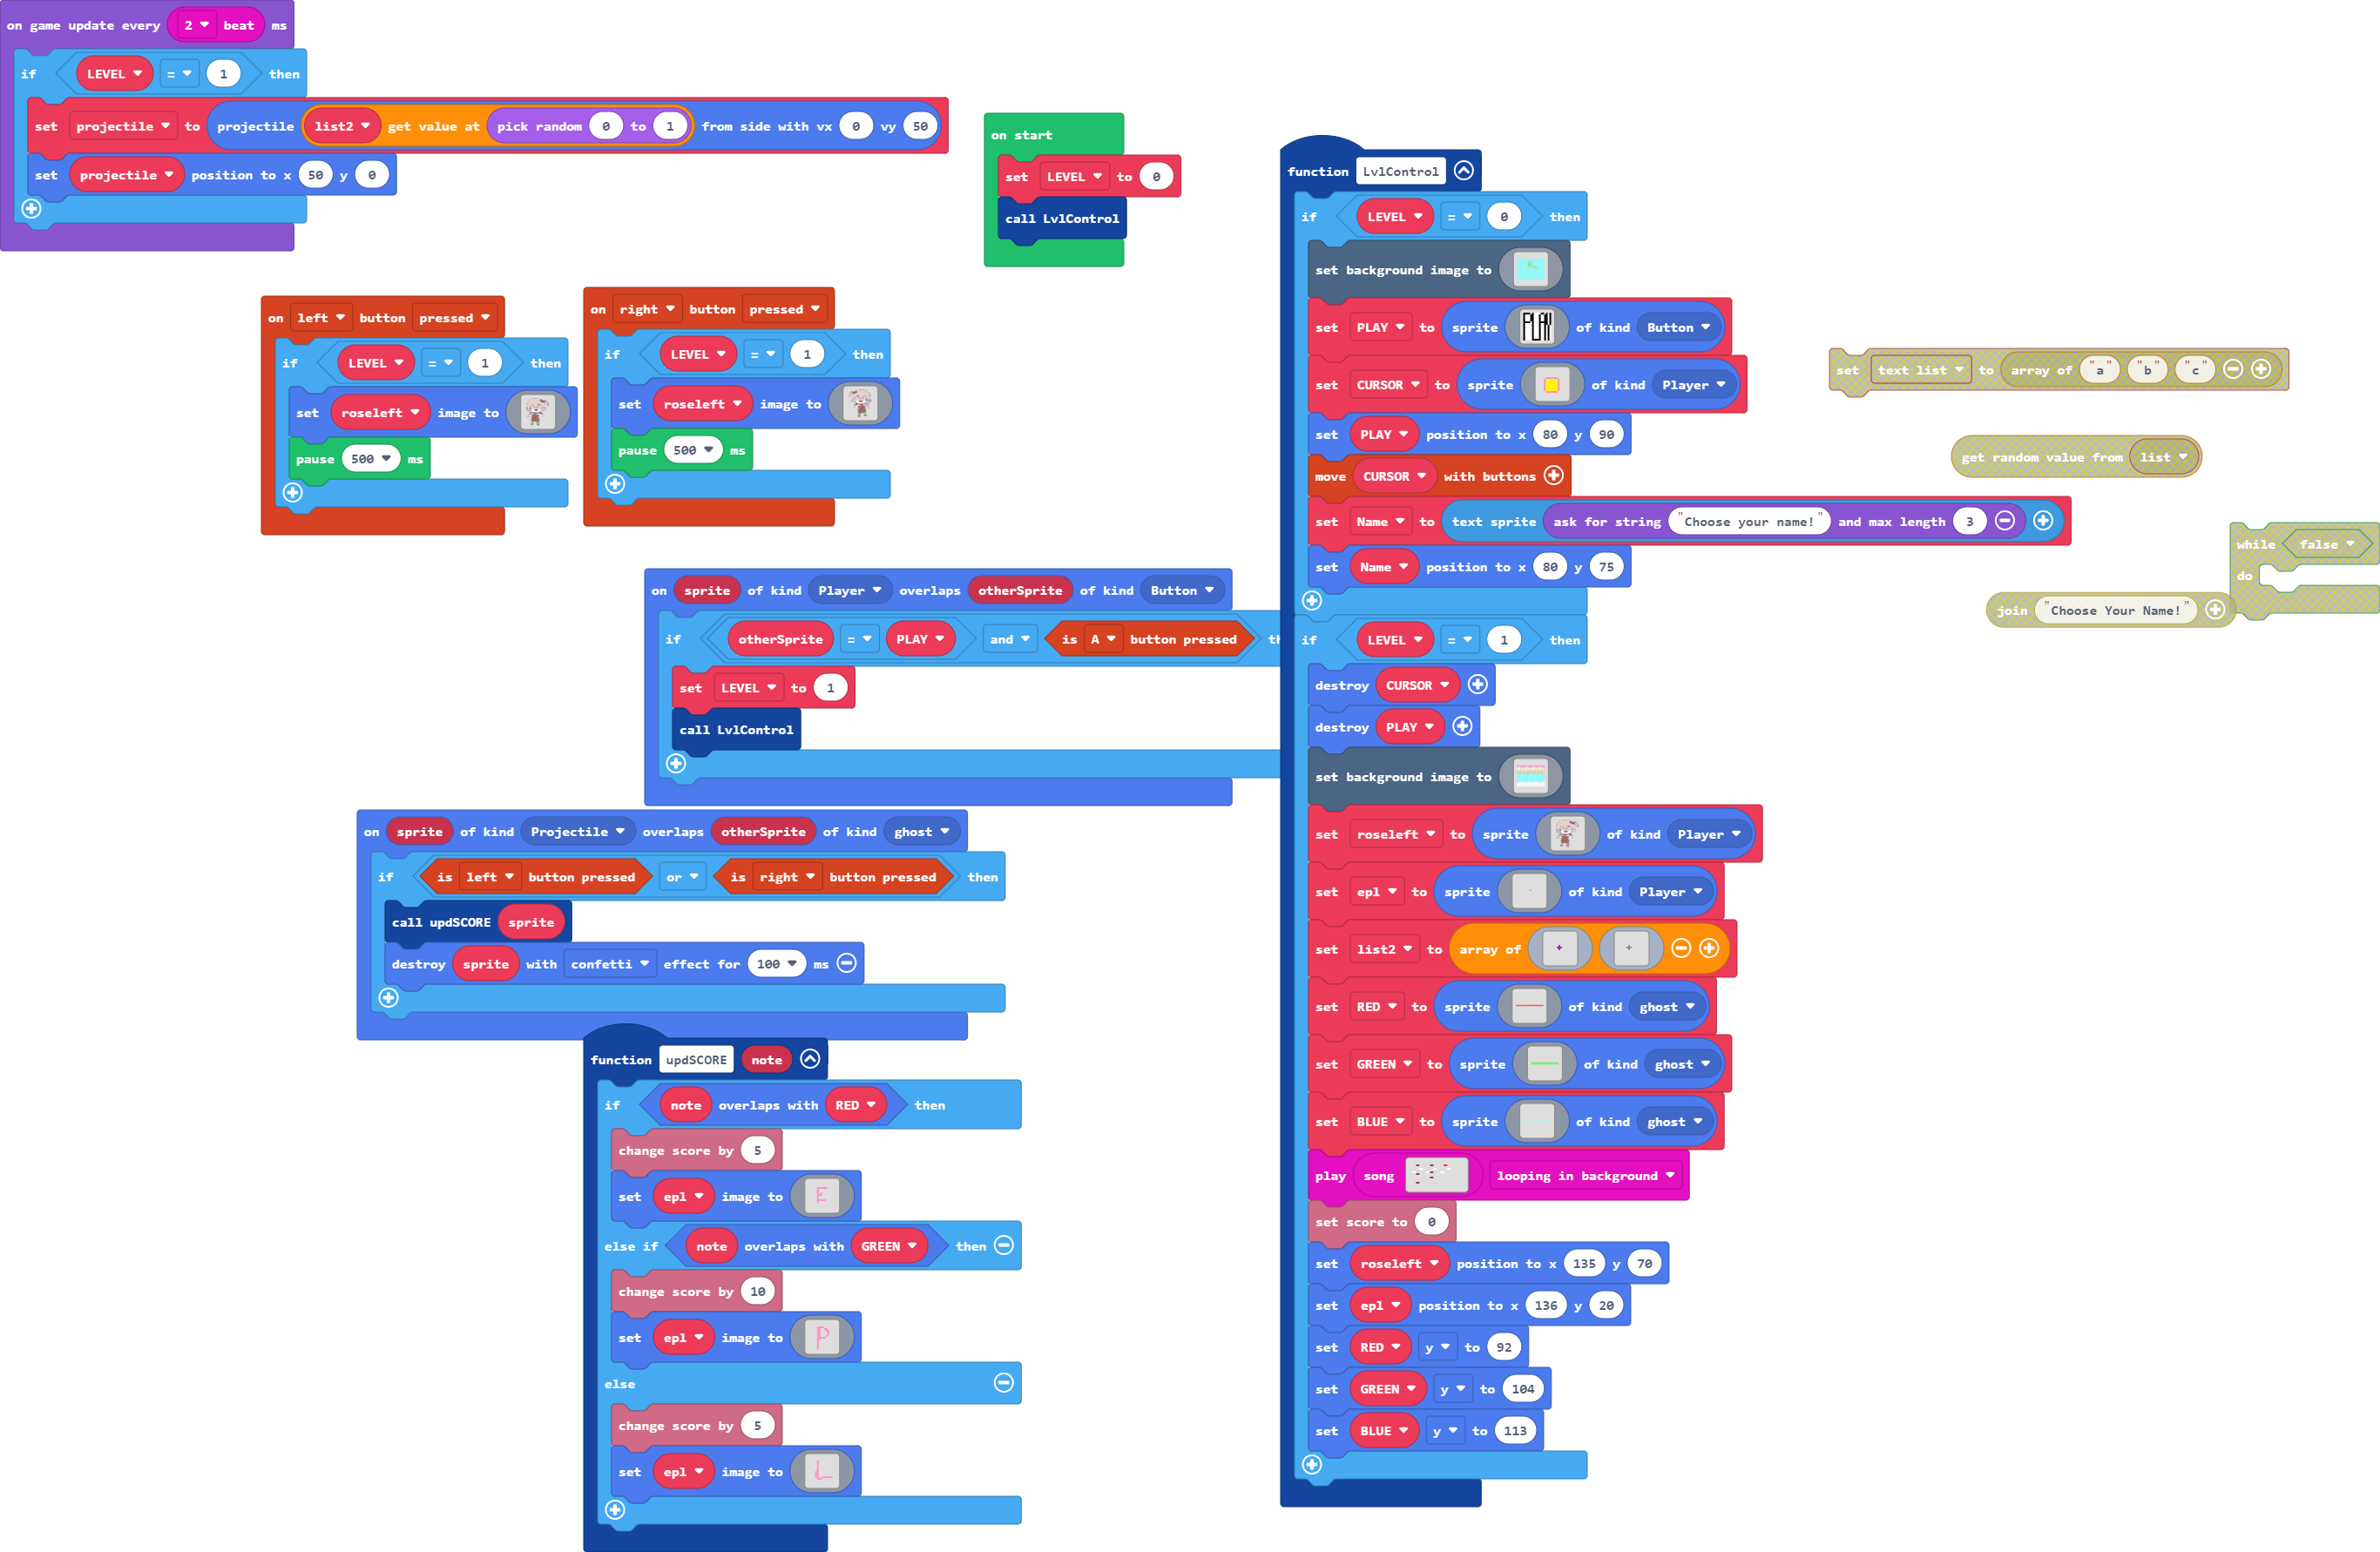 on game update every 2 beat ms
if LEVEL = 1 then
set projectile to projectile list2 get value at pick random 0 to 1 from side with vx 0 vy 50
set projectile position to x 50 y 0
on start
set LEVEL to 0
call LvlControl
on left button pressed
if LEVEL = 1 then
set roseleft image to
pause 500 ms
on right button pressed
if LEVEL = 1 then
set roseleft image to
pause 500 ms
on sprite of kind Player overlaps otherSprite of kind Button
if otherSprite = PLAY and is A button pressed th
set LEVEL to 1
call LvlControl
on sprite of kind Projectile overlaps otherSprite of kind ghost
if is left button pressed or is right button pressed then
call updSCORE sprite
destroy sprite with confetti effect for 100 ms
function updSCORE note
if note overlaps with RED then
change score by 5
set epl image to E
else if note overlaps with GREEN then
change score by 10
set epl image to P
else
change score by 5
set epl image to L
function LvlControl
if LEVEL = 0 then
set background image to
set PLAY to sprite PLAY of kind Button
set CURSOR to sprite of kind Player
set PLAY position to x 80 y 90
move CURSOR with buttons
set Name to text sprite ask for string "Choose your name!" and max length 3
set Name position to x 80 y 75
if LEVEL = 1 then
destroy CURSOR
destroy PLAY
set background image to
set roseleft to sprite of kind Player
set epl to sprite of kind Player
set list2 to array of
set RED to sprite of kind ghost
set GREEN to sprite of kind ghost
set BLUE to sprite of kind ghost
play song looping in background
set score to 0
set roseleft position to x 135 y 70
set epl position to x 136 y 20
set RED y to 92
set GREEN y to 104
set BLUE y to 113
set text list to array of "a" "b" "c"
get random value from list
while false
do
join "Choose Your Name!"